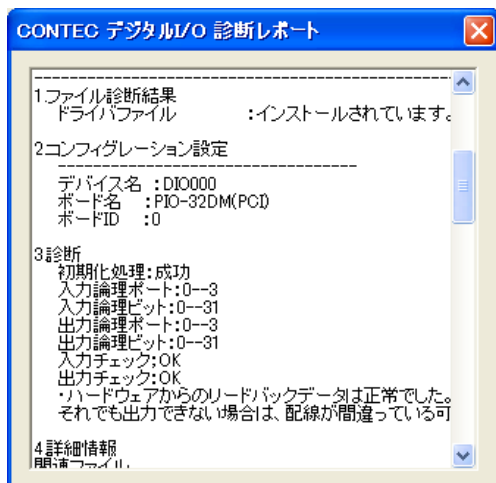 CONTEC デジタルI/O 診断レポート
--------------------------------------------------
1.ファイル診断結果
ドライバファイル :インストールされています。
2コンフィグレーション設定
----------------------------------
デバイス名 :DIO000
ボード名 :PIO-32DM(PCI)
ボードID :0
3診断
初期化処理:成功
入力論理ポート:0--3
入力論理ビット:0--31
出力論理ポート:0--3
出力論理ビット:0--31
入力チェック;OK
出力チェック:OK
・ハードウェアからのリードバックデータは正常でした。
それでも出力できない場合は、配線が間違っている可
4.詳細情報
関連ファイル